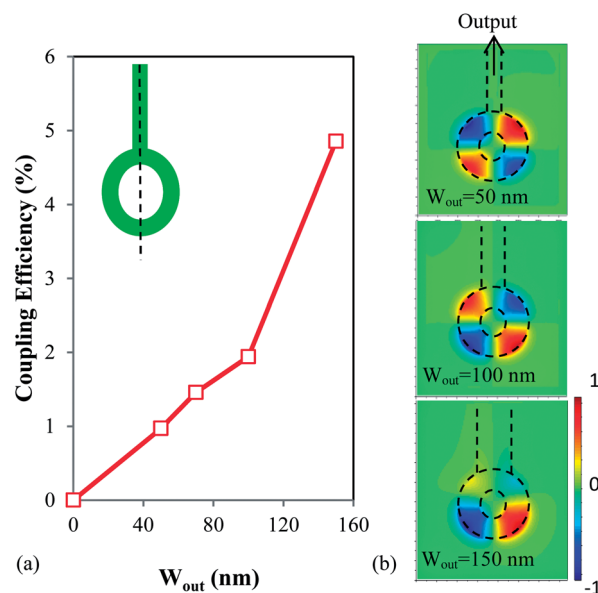 Output
6
5
4
3
2
1
0
Coupling Efficiency (%)
0
40
80
120
160
W_out (nm)
(a)
W_out=50 nm
W_out=100 nm
W_out=150 nm
1
0
-1
(b)